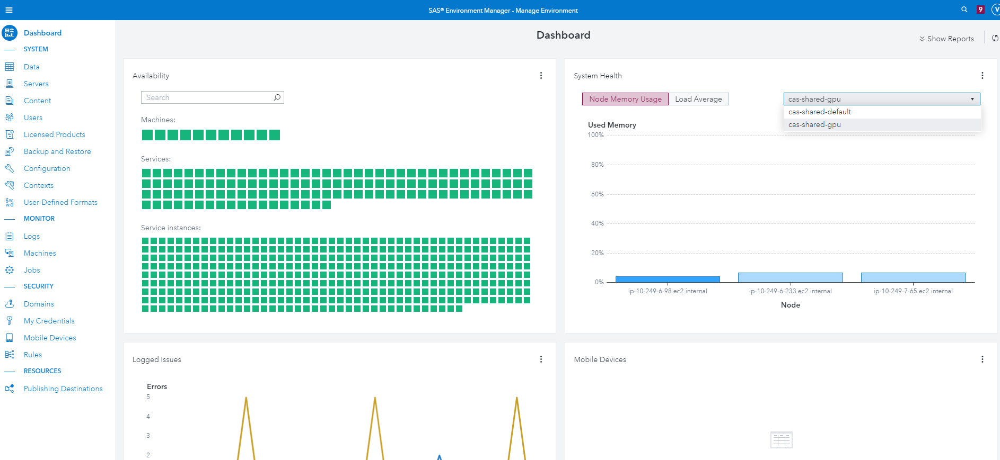 SAS® Environment Manager - Manage Environment
9
V
Dashboard
SYSTEM
Data
Servers
Content
Users
Licensed Products
Backup and Restore
Configuration
Contexts
$w.
w.d
User-Defined Formats
MONITOR
Logs
Machines
Jobs
SECURITY
Domains
My Credentials
Mobile Devices
Rules
RESOURCES
Publishing Destinations
Dashboard
Show Reports
Availability
Search
Machines:
Services:
Service instances:
System Health
Node Memory Usage
Load Average
cas-shared-gpu
cas-shared-default
cas-shared-gpu
Used Memory
100%
80%
60%
40%
20%
0%
ip-10-249-6-98.ec2.internal
ip-10-249-6-233.ec2.internal
ip-10-249-7-65.ec2.internal
Node
Logged Issues
Errors
5
4
3
2
Mobile Devices